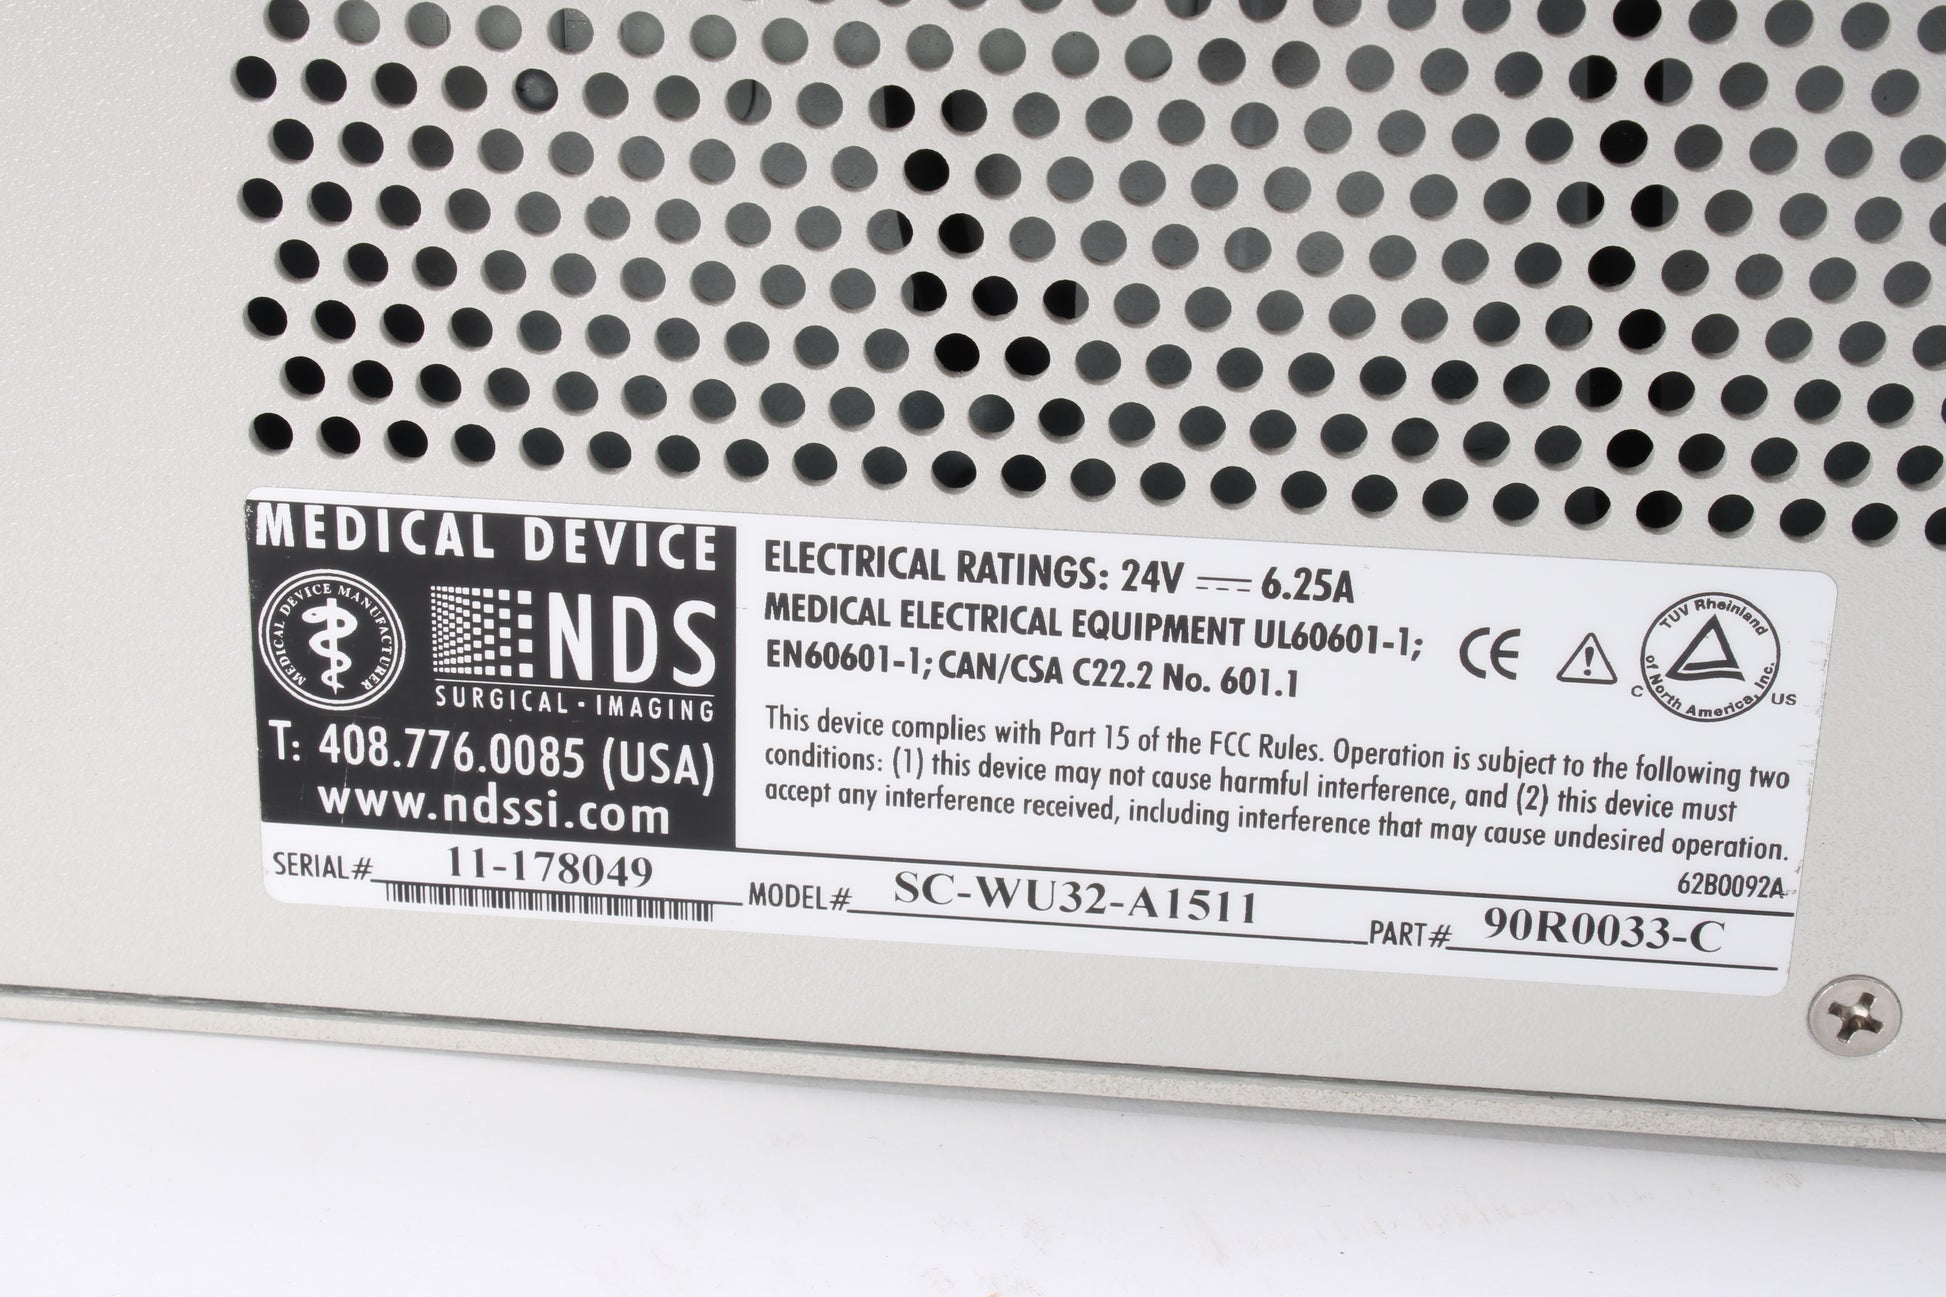 MEDICAL DEVICE
MEDICAL DEVICE MANUFACTURER
NDS
SURGICAL-IMAGING
T: 408.776.0085 (USA)
www.ndssi.com
ELECTRICAL RATINGS: 24V ⎓ 6.25A
MEDICAL ELECTRICAL EQUIPMENT UL60601-1;
EN60601-1; CAN/CSA C22.2 No. 601.1
CE
TUV Rheinland
of North America, Inc.
C US
This device complies with Part 15 of the FCC Rules. Operation is subject to the following two
conditions: (1) this device may not cause harmful interference, and (2) this device must
accept any interference received, including interference that may cause undesired operation.
62B0092A
SERIAL# 11-178049 MODEL# SC-WU32-A1511 PART# 90R0033-C